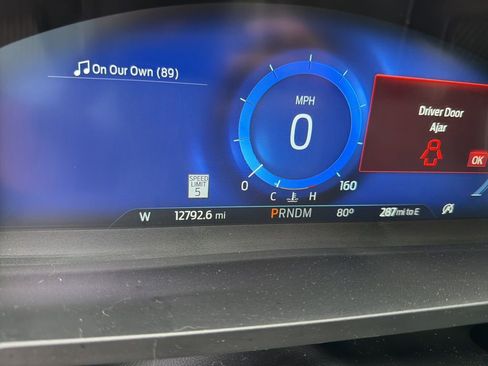 On Our Own (89)
MPH
0
0
160
C
H
SPEED
LIMIT
5
Driver Door
Ajar
OK
W
12792.6 mi
PRNDM
80°
287 mi to E